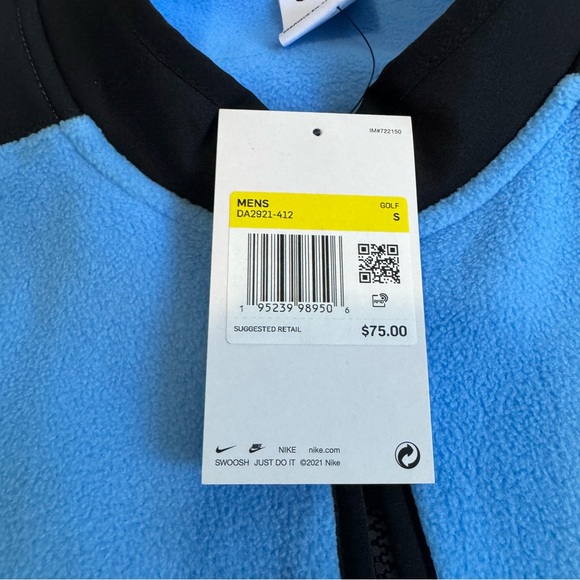 IM#722150
MENS GOLF
DA2921-412 S
1 95239 98950 6
RFID
SUGGESTED RETAIL $75.00
NIKE nike.com
SWOOSH JUST DO IT ©2021 Nike